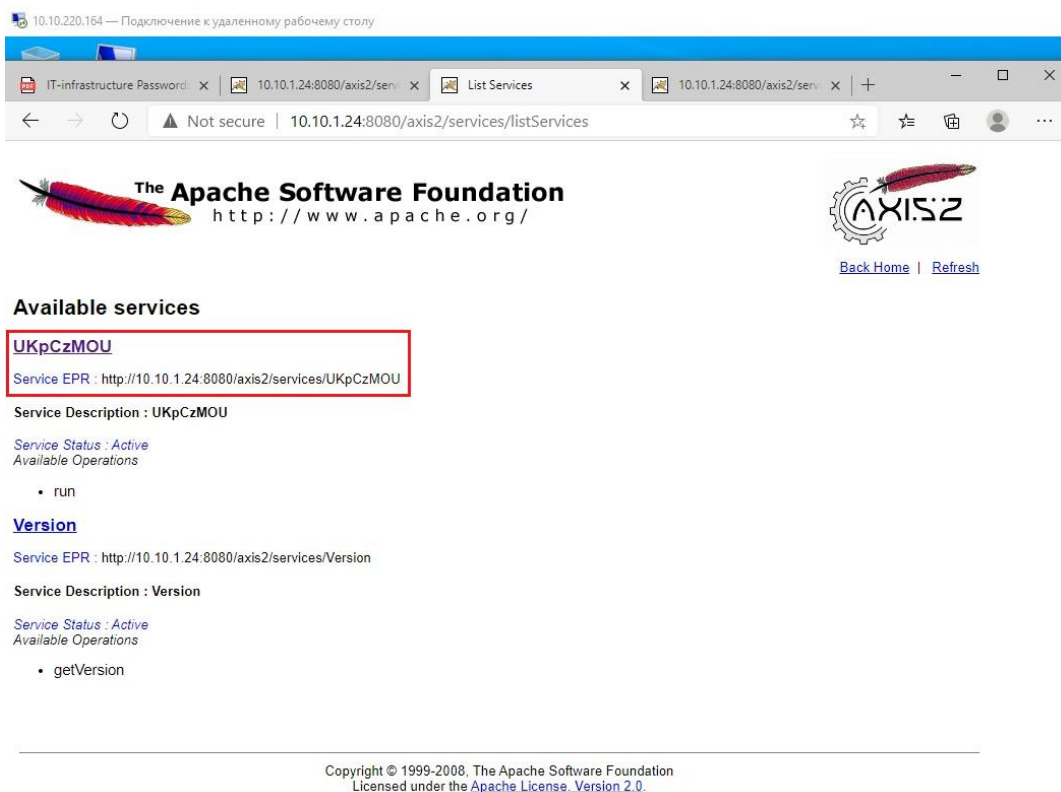 10.10.220.164 — Подключение к удаленному рабочему столу
IT-infrastructure Password
10.10.1.24:8080/axis2/serv
List Services
10.10.1.24:8080/axis2/serv
Not secure | 10.10.1.24:8080/axis2/services/listServices
The Apache Software Foundation
http://www.apache.org/
AXIS2
Back Home | Refresh
Available services
UKpCzMOU
Service EPR : http://10.10.1.24:8080/axis2/services/UKpCzMOU
Service Description : UKpCzMOU
Service Status : Active
Available Operations
• run
Version
Service EPR : http://10.10.1.24:8080/axis2/services/Version
Service Description : Version
Service Status : Active
Available Operations
• getVersion
Copyright © 1999-2008, The Apache Software Foundation
Licensed under the Apache License, Version 2.0.